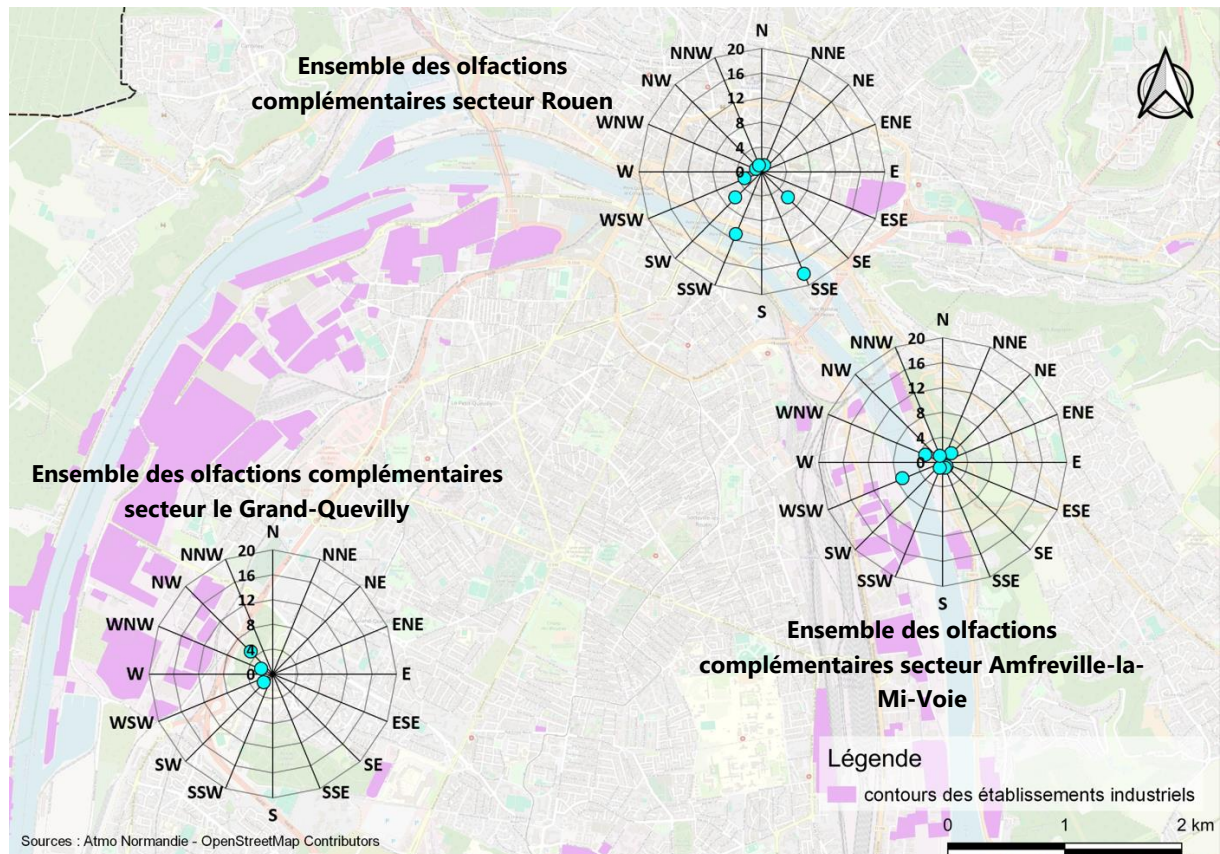 Ensemble des olfactions
complémentaires secteur Rouen
N
NNE
NE
ENE
E
ESE
SE
SSE
S
SSW
SW
WSW
W
WNW
NW
NNW
20
16
12
8
4
0
N
NNE
NE
ENE
E
ESE
SE
SSE
S
SSW
SW
WSW
W
WNW
NW
NNW
20
16
12
8
4
0
Ensemble des olfactions
complémentaires secteur Amfreville-la-
Mi-Voie
Ensemble des olfactions complémentaires
secteur le Grand-Quevilly
N
NNE
NE
ENE
E
ESE
SE
SSE
S
SSW
SW
WSW
W
WNW
NW
NNW
20
16
12
8
4
0
Légende
contours des établissements industriels
0 1 2 km
Sources : Atmo Normandie - OpenStreetMap Contributors